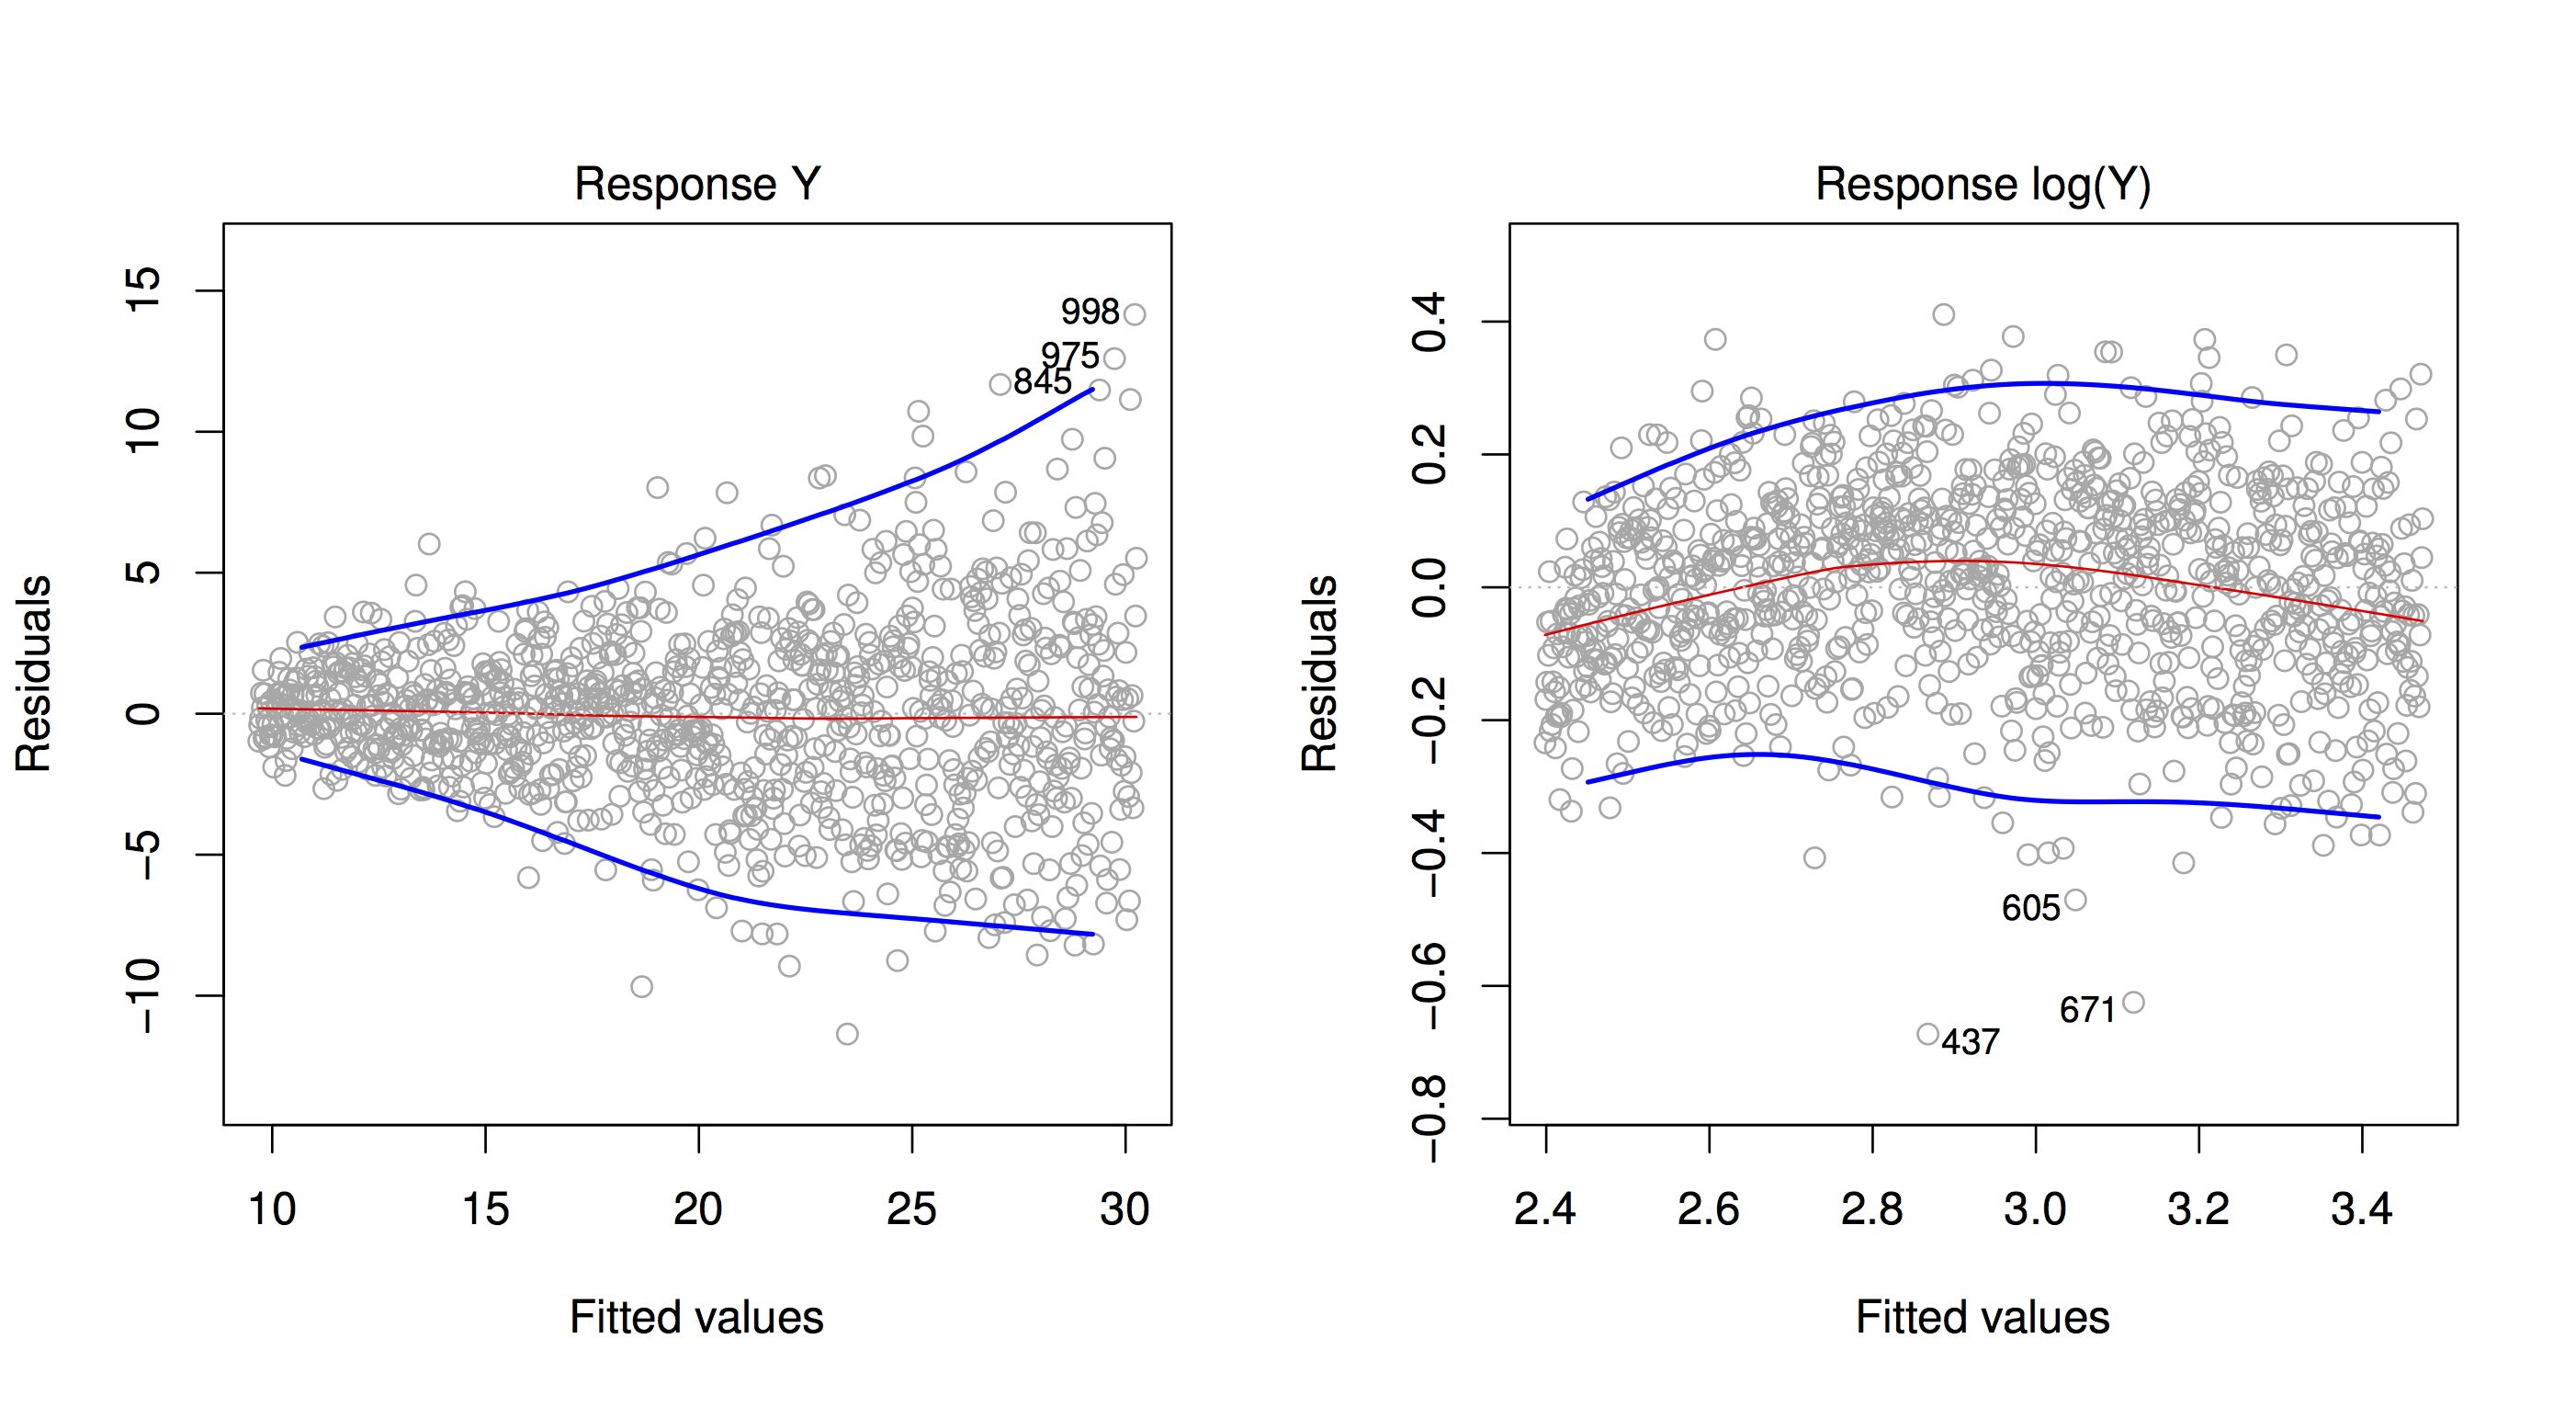 Response Y
Residuals
15
10
5
0
−5
−10
998
975
845
10 15 20 25 30
Fitted values
Response log(Y)
Residuals
0.4
0.2
0.0
−0.2
−0.4
−0.6
−0.8
605
671
437
2.4 2.6 2.8 3.0 3.2 3.4
Fitted values